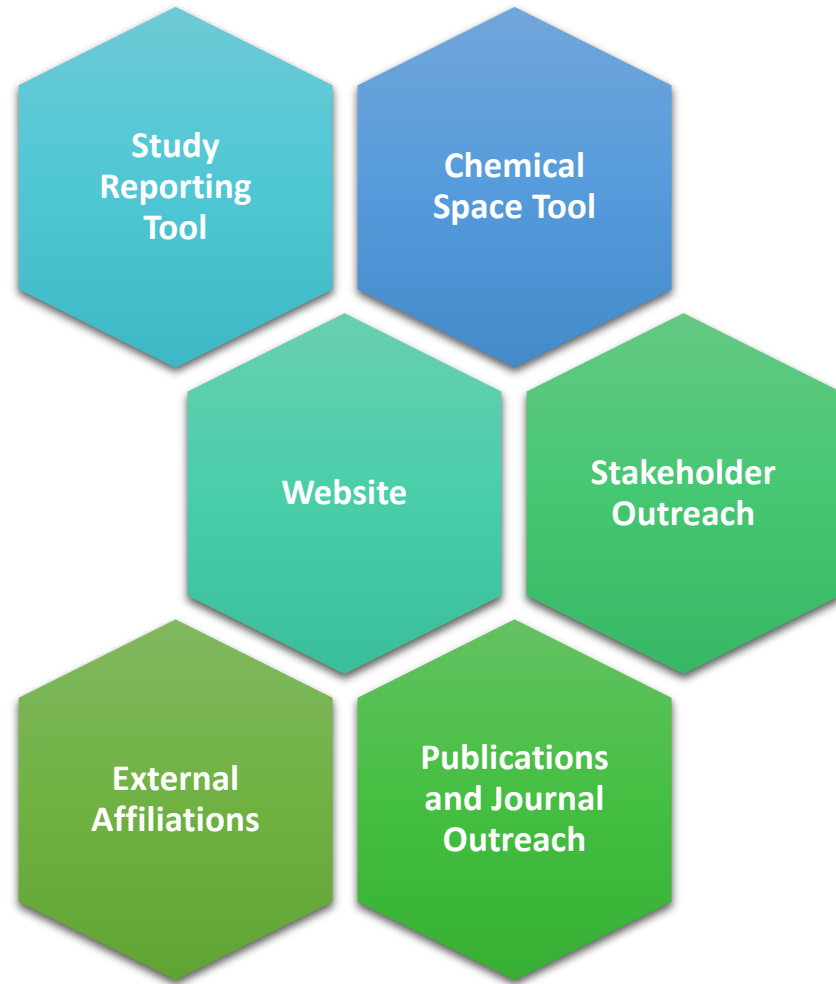 Study
Reporting
Tool
Chemical
Space Tool
Website
Stakeholder
Outreach
External
Affiliations
Publications
and Journal
Outreach